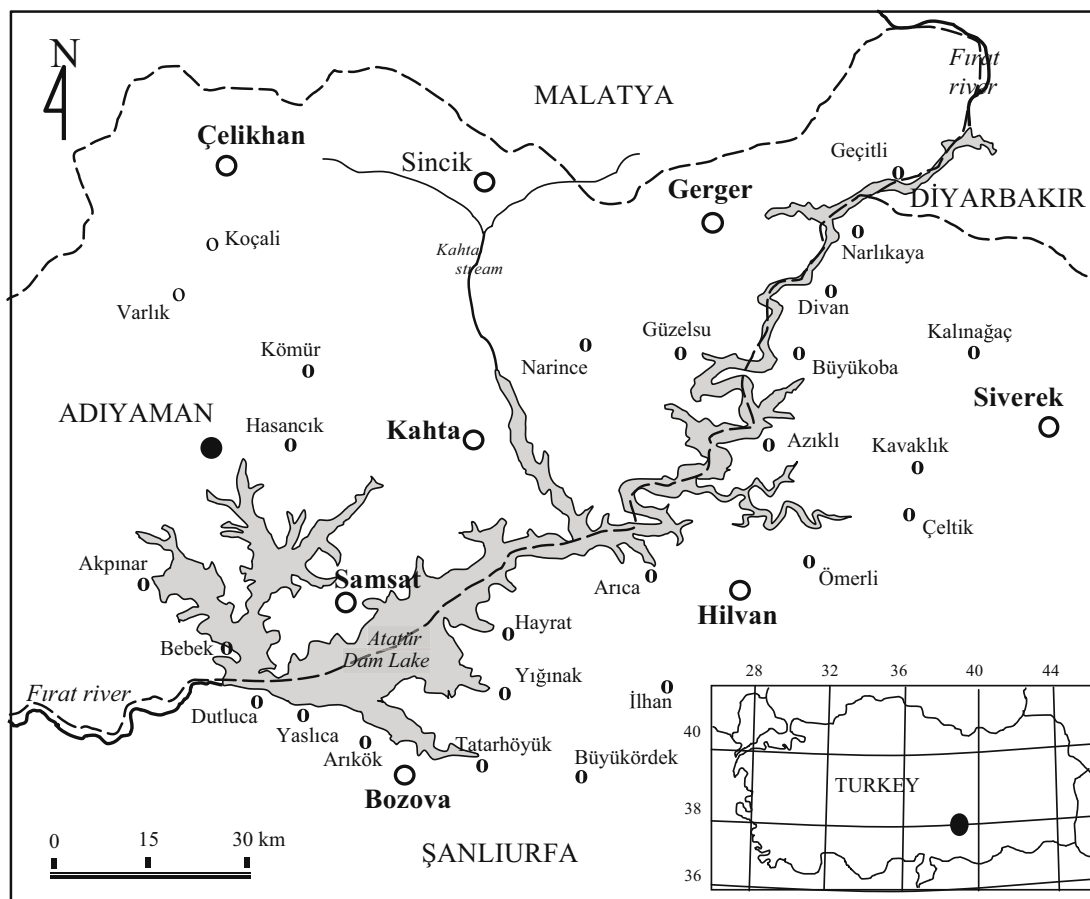 N
Fırat
river
MALATYA
Çelikhan
Sincik
Geçitli
Gerger
DİYARBAKIR
Koçali
Kahta
stream
Narlıkaya
Varlık
Divan
Güzelsu
Kalınağaç
Kömür
Narince
Büyükoba
ADIYAMAN
Siverek
Hasancık
Kahta
Azıklı
Kavaklık
Çeltik
Akpınar
Samsat
Arıca
Ömerli
Hilvan
Hayrat
Atatür
Dam Lake
Bebek
Yığınak
Fırat river
İlhan
Dutluca
Yaslıca
Arıkök
Tatarhöyük
Büyükördek
Bozova
ŞANLIURFA
0 15 30 km
28 32 36 40 44
40
TURKEY
38
36